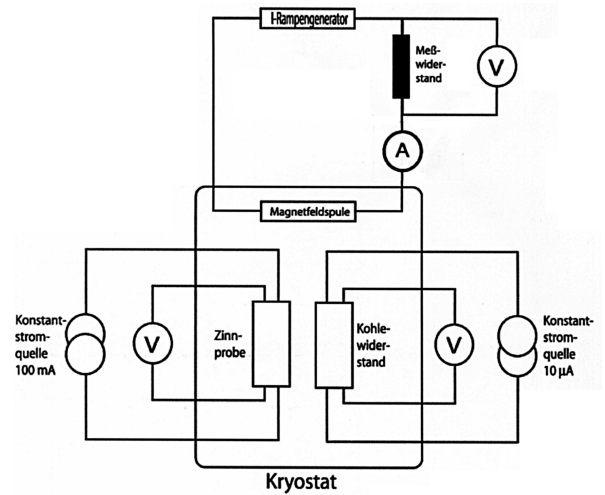 I-Rampengenerator
Meß-
wider-
stand
V
A
Magnetfeldspule
Konstant-
strom-
quelle
100 mA
V
Zinn-
probe
Kohle-
wider-
stand
V
Konstant-
strom-
quelle
10 µA
Kryostat